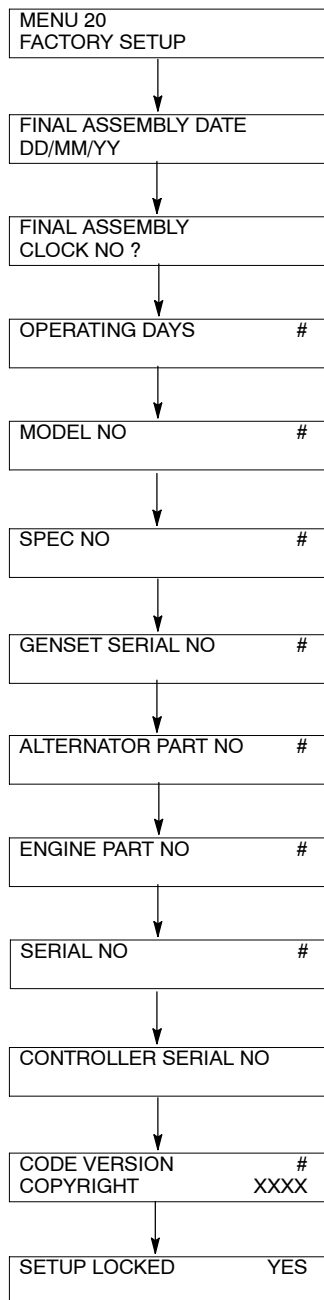 MENU 20
FACTORY SETUP
FINAL ASSEMBLY DATE
DD/MM/YY
FINAL ASSEMBLY
CLOCK NO ?
OPERATING DAYS #
MODEL NO #
SPEC NO #
GENSET SERIAL NO #
ALTERNATOR PART NO #
ENGINE PART NO #
SERIAL NO #
CONTROLLER SERIAL NO
CODE VERSION #
COPYRIGHT XXXX
SETUP LOCKED YES